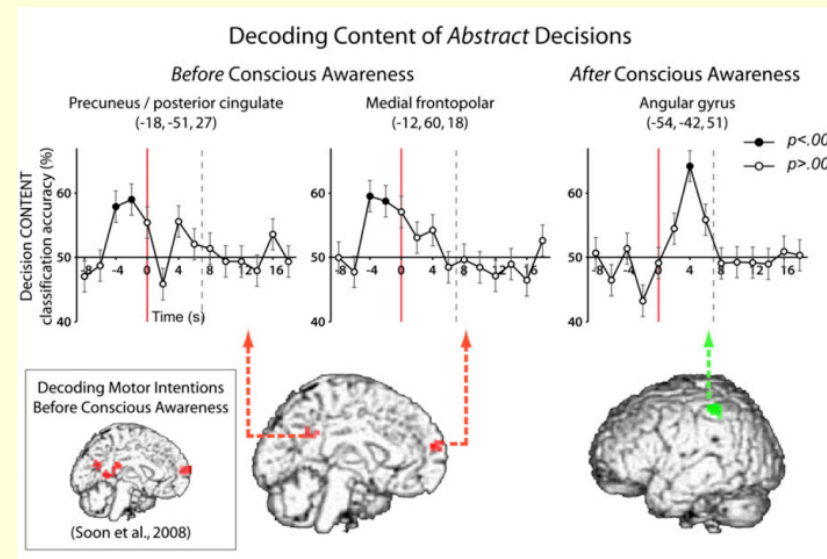 Decoding Content of Abstract Decisions
Before Conscious Awareness
After Conscious Awareness
Precuneus / posterior cingulate
(-18, -51, 27)
Medial frontopolar
(-12, 60, 18)
Angular gyrus
(-54, -42, 51)
p<.00
p>.00
Decision CONTENT
classification accuracy (%)
60
50
40
-8 -4 0 4 8 12 16
Time (s)
60
50
40
-8 -4 0 4 8 12 16
60
50
40
-8 -4 0 4 8 12 16
Decoding Motor Intentions
Before Conscious Awareness
(Soon et al., 2008)